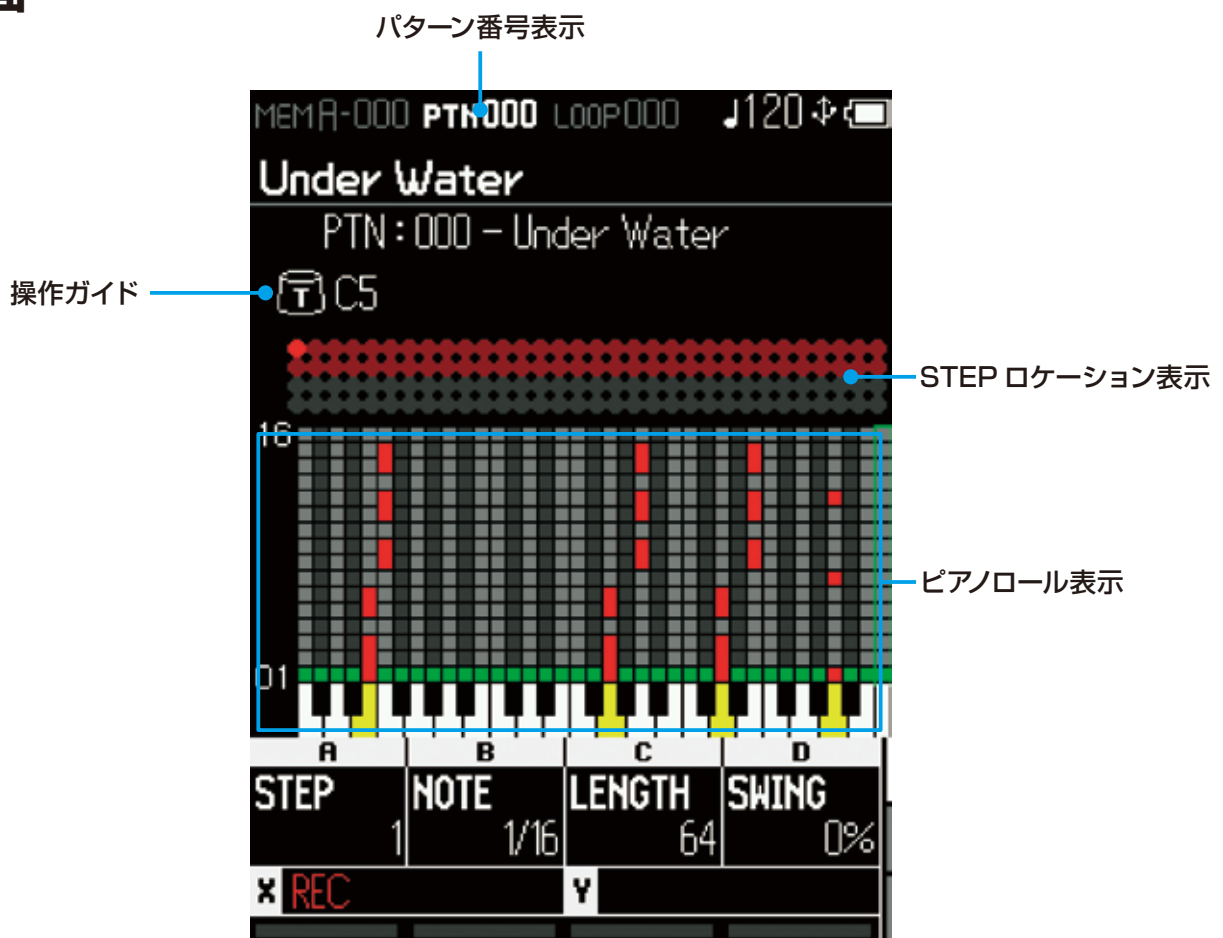 パターン番号表示
MEMA-000 PTN000 LOOP000 ♩120
Under Water
PTN:000 - Under Water
操作ガイド
T C5
STEP ロケーション表示
16
ピアノロール表示
01
A B C D
STEP NOTE LENGTH SWING
1 1/16 64 0%
X REC Y